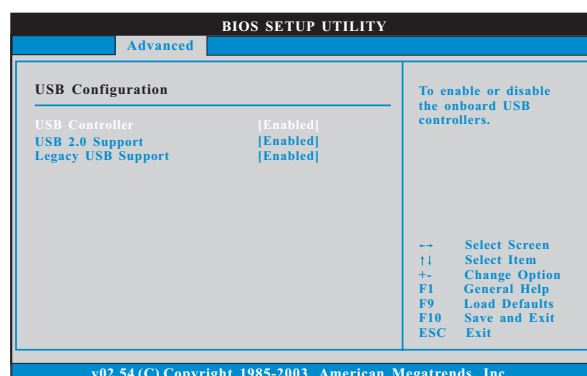 BIOS SETUP UTILITY
Advanced
USB Configuration
USB Controller [Enabled]
USB 2.0 Support [Enabled]
Legacy USB Support [Enabled]
To enable or disable
the onboard USB
controllers.
←→ Select Screen
↑↓ Select Item
+- Change Option
F1 General Help
F9 Load Defaults
F10 Save and Exit
ESC Exit
v02.54 (C) Copyright 1985-2003, American Megatrends, Inc.